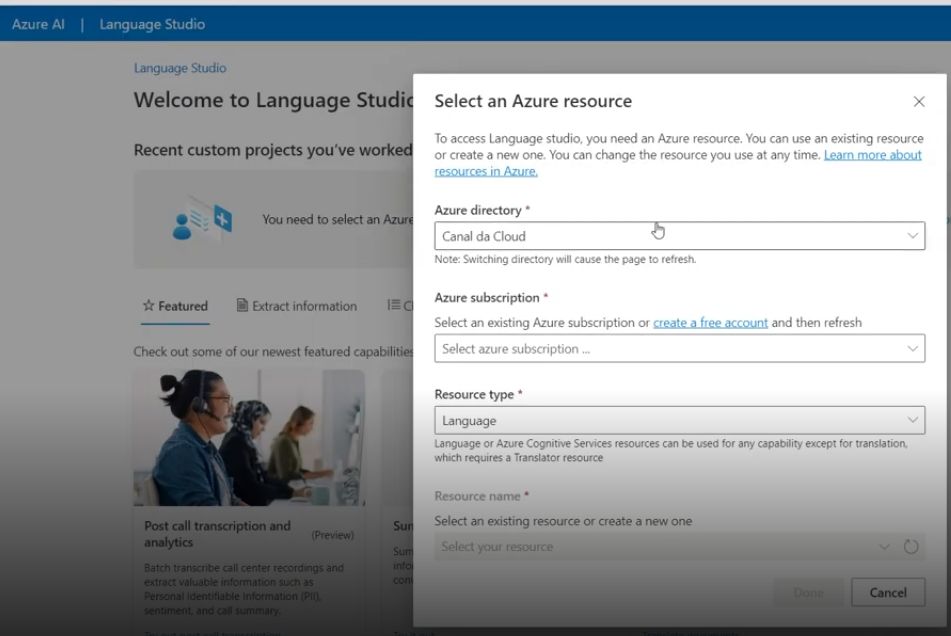 Azure AI | Language Studio
Language Studio
Welcome to Language Studio
Recent custom projects you've worked
You need to select an Azure
Featured
Extract information
Check out some of our newest featured capabilities
Post call transcription and
analytics
(Preview)
Batch transcribe call center recordings and
extract valuable information such as
Personal Identifiable Information (PII),
sentiment, and call summary.
Select an Azure resource
To access Language studio, you need an Azure resource. You can use an existing resource
or create a new one. You can change the resource you use at any time. Learn more about
resources in Azure.
Azure directory *
Canal da Cloud
Note: Switching directory will cause the page to refresh.
Azure subscription *
Select an existing Azure subscription or create a free account and then refresh
Select azure subscription ...
Resource type *
Language
Language or Azure Cognitive Services resources can be used for any capability except for translation,
which requires a Translator resource
Resource name *
Select an existing resource or create a new one
Select your resource
Done
Cancel